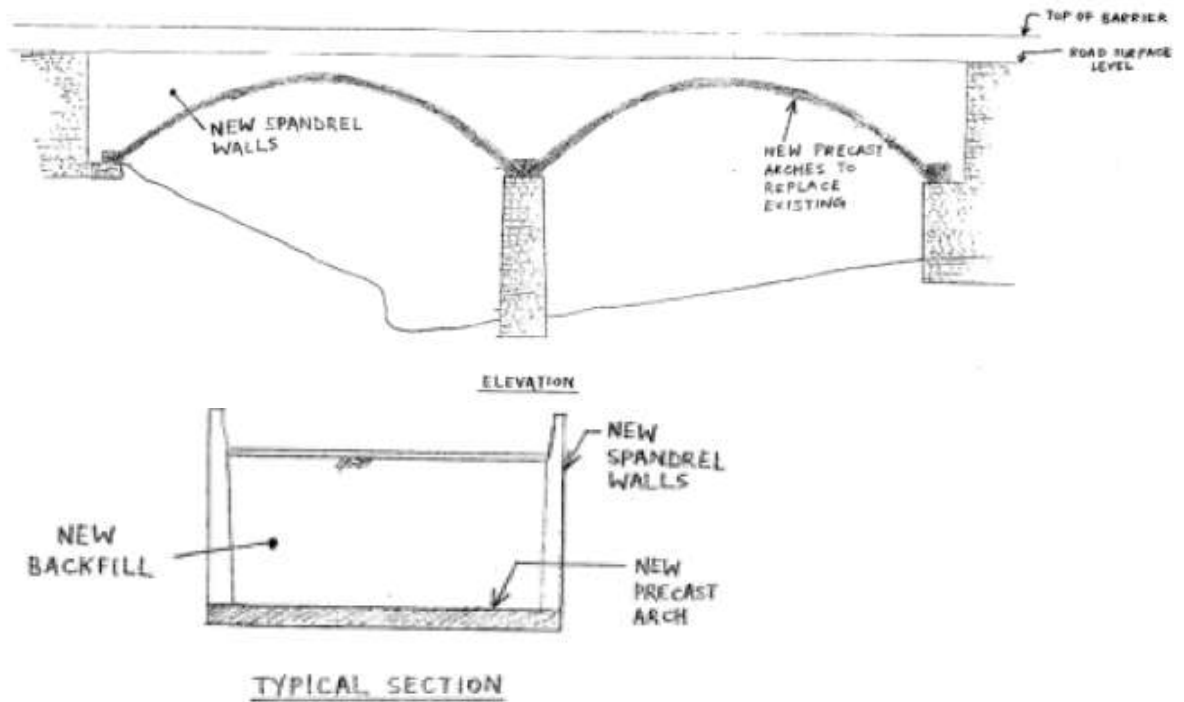 TOP OF BARRIER
ROAD SURFACE
LEVEL
NEW SPANDREL
WALLS
NEW PRECAST
ARCHES TO
REPLACE
EXISTING
ELEVATION
NEW
SPANDREL
WALLS
NEW
BACKFILL
NEW
PRECAST
ARCH
TYPICAL SECTION